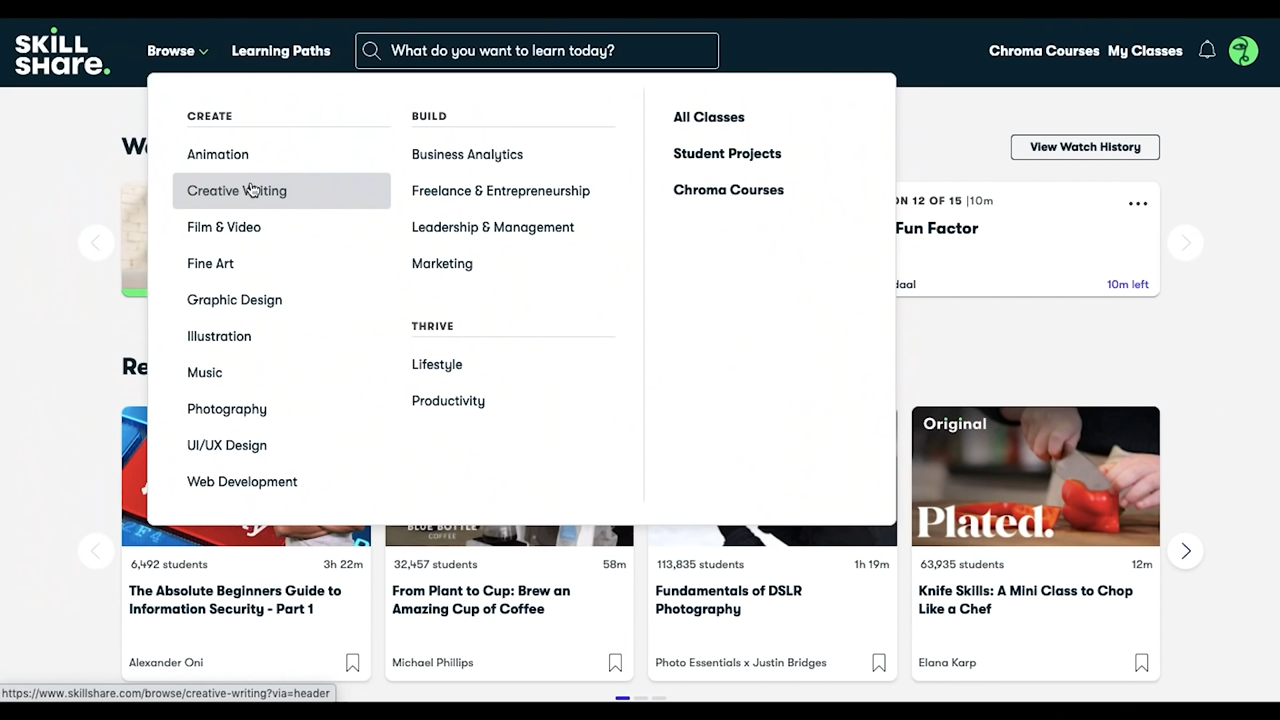 SKILL
SHARE.
Browse
Learning Paths
What do you want to learn today?
Chroma Courses
My Classes
CREATE
Animation
Creative Writing
Film & Video
Fine Art
Graphic Design
Illustration
Music
Photography
UI/UX Design
Web Development
BUILD
Business Analytics
Freelance & Entrepreneurship
Leadership & Management
Marketing
THRIVE
Lifestyle
Productivity
All Classes
Student Projects
Chroma Courses
View Watch History
12 OF 15 | 10m
Fun Factor
10m left
Original
Plated.
BLUE BOTTLE
COFFEE
6,492 students 3h 22m
The Absolute Beginners Guide to
Information Security - Part 1
Alexander Oni
32,457 students 58m
From Plant to Cup: Brew an
Amazing Cup of Coffee
Michael Phillips
113,835 students 1h 19m
Fundamentals of DSLR
Photography
Photo Essentials x Justin Bridges
63,935 students 12m
Knife Skills: A Mini Class to Chop
Like a Chef
Elana Karp
https://www.skillshare.com/browse/creative-writing?via=header